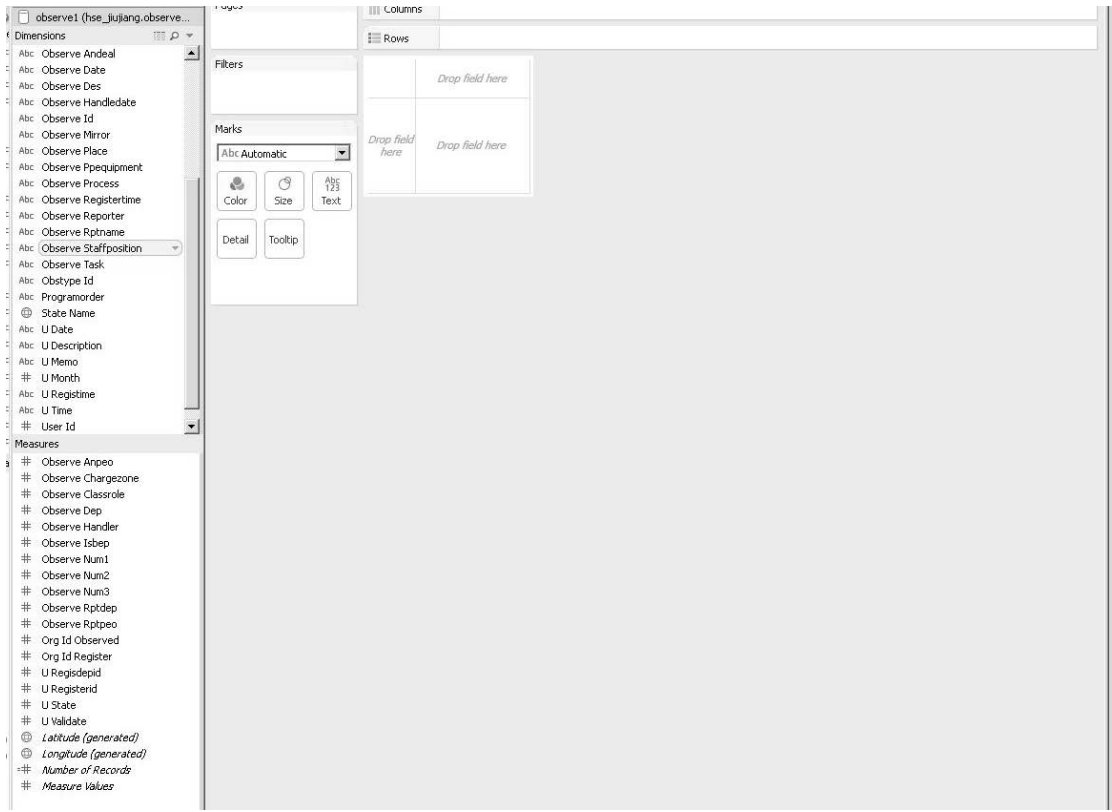 observe1 (hse_jiujiang.observe...
Dimensions
Abc Observe Andeal
Abc Observe Date
Abc Observe Des
Abc Observe Handledate
Abc Observe Id
Abc Observe Mirror
Abc Observe Place
Abc Observe Ppequipment
Abc Observe Process
Abc Observe Registertime
Abc Observe Reporter
Abc Observe Rptname
Abc Observe Staffposition
Abc Observe Task
Abc Obstype Id
Abc Programorder
State Name
Abc U Date
Abc U Description
Abc U Memo
# U Month
Abc U Registime
Abc U Time
# User Id
Measures
# Observe Anpeo
# Observe Chargezone
# Observe Classrole
# Observe Dep
# Observe Handler
# Observe Isbep
# Observe Num1
# Observe Num2
# Observe Num3
# Observe Rptdep
# Observe Rptpeo
# Org Id Observed
# Org Id Register
# U Regisdepid
# U Registerid
# U State
# U Validate
Latitude (generated)
Longitude (generated)
=# Number of Records
# Measure Values
Pages
Filters
Marks
Abc Automatic
Color
Size
Abc
123
Text
Detail
Tooltip
Columns
Rows
Drop field here
Drop field
here
Drop field here